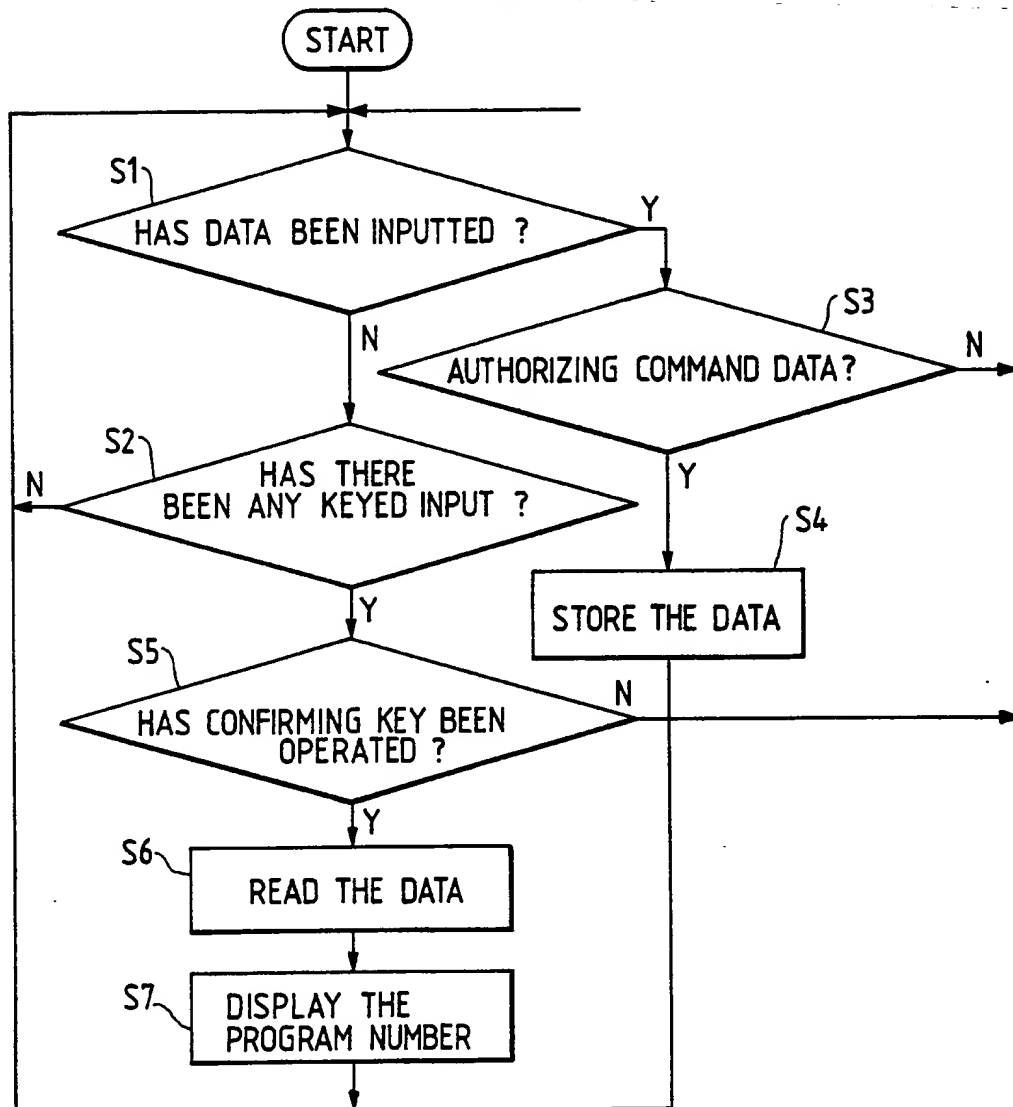 START
S1
HAS DATA BEEN INPUTTED ?
Y
N
S3
AUTHORIZING COMMAND DATA?
N
Y
S2
HAS THERE
BEEN ANY KEYED INPUT ?
N
Y
S4
STORE THE DATA
S5
HAS CONFIRMING KEY BEEN
OPERATED ?
N
Y
S6
READ THE DATA
S7
DISPLAY THE
PROGRAM NUMBER